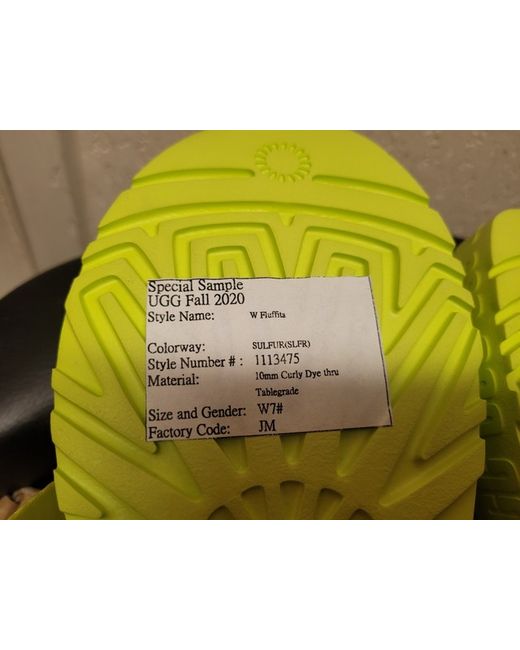 Special Sample
UGG Fall 2020
Style Name: W Fluffita
Colorway: SULFUR(SLFR)
Style Number # : 1113475
Material: 10mm Curly Dye thru
Tablegrade
Size and Gender: W7#
Factory Code: JM